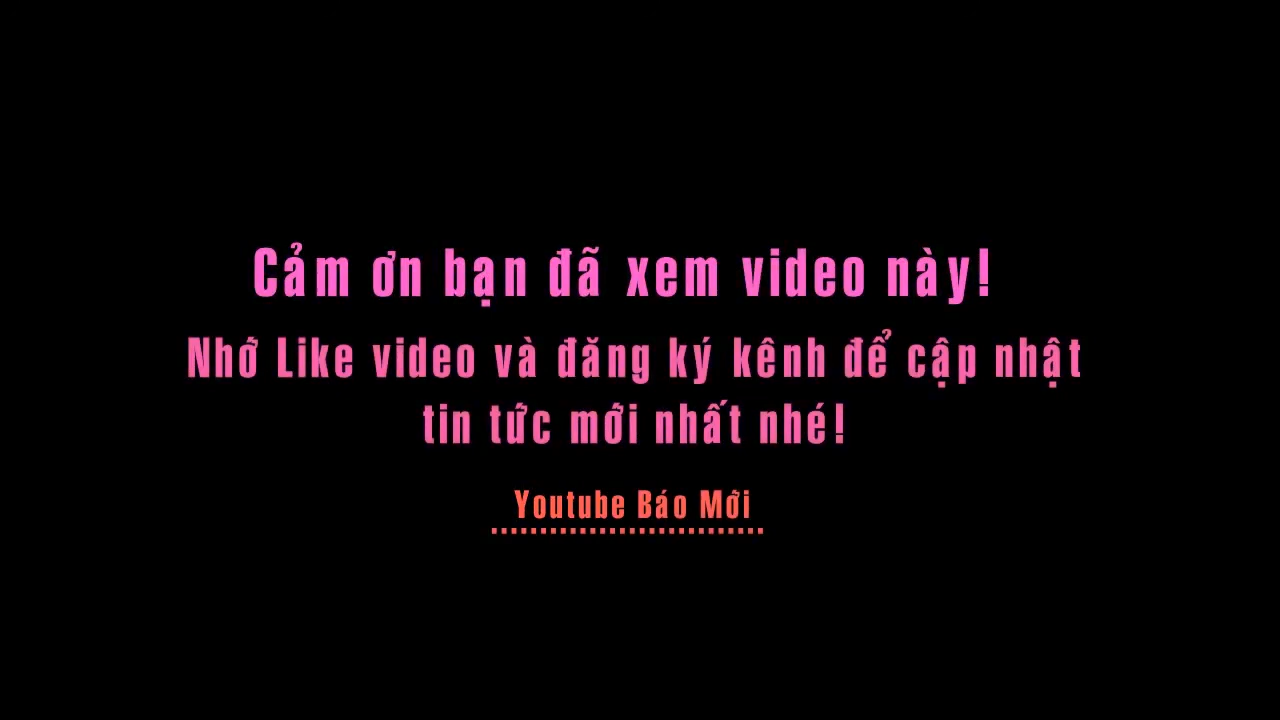 Cảm ơn bạn đã xem video này!
Nhớ Like video và đăng ký kênh để cập nhật
tin tức mới nhất nhé!
Youtube Báo Mới